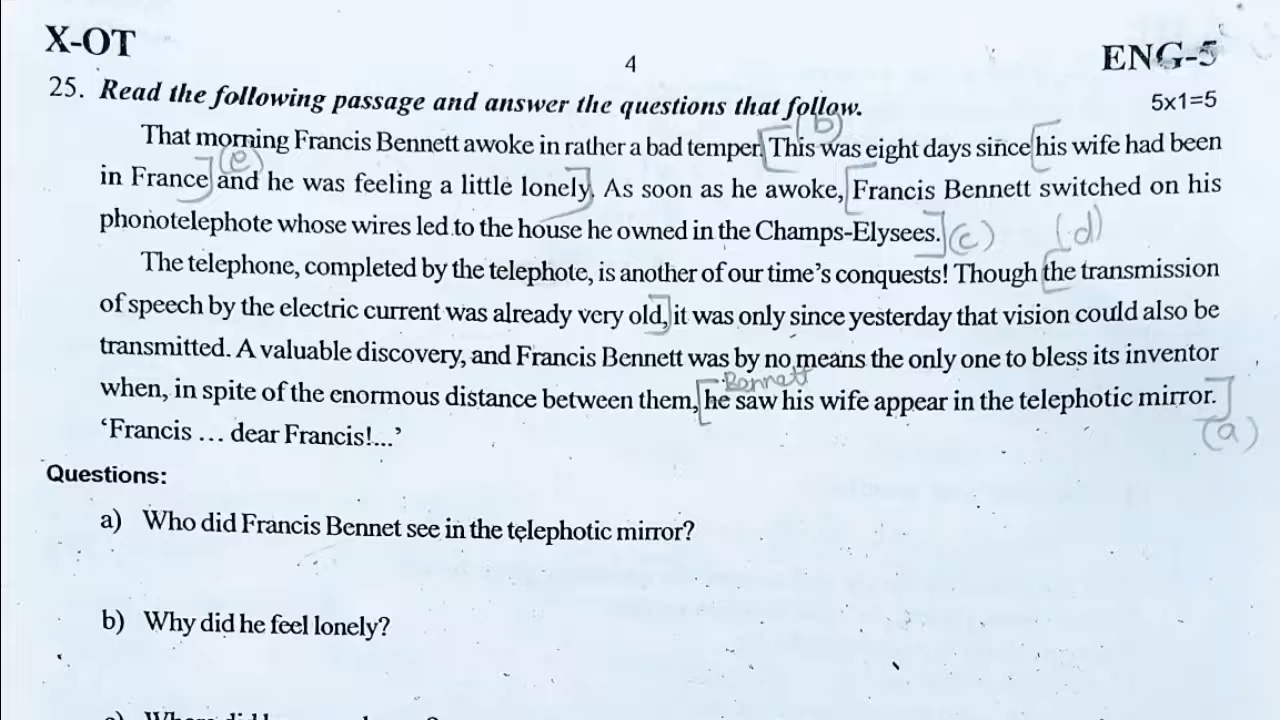 X-OT
4
ENG-5
25. Read the following passage and answer the questions that follow.
5x1=5
(b)
That morning Francis Bennett awoke in rather a bad temper. [This was eight days since [his wife had been
(e)
in France] and he was feeling a little lonely]. As soon as he awoke, [Francis Bennett switched on his
phonotelephote whose wires led to the house he owned in the Champs-Elysees.] (c) (d)
The telephone, completed by the telephote, is another of our time's conquests! Though [the transmission
of speech by the electric current was already very old,] it was only since yesterday that vision could also be
transmitted. A valuable discovery, and Francis Bennett was by no means the only one to bless its inventor
Bennett
when, in spite of the enormous distance between them, [he saw his wife appear in the telephotic mirror.]
(a)
'Francis ... dear Francis!...'
Questions:
a) Who did Francis Bennet see in the telephotic mirror?
b) Why did he feel lonely?